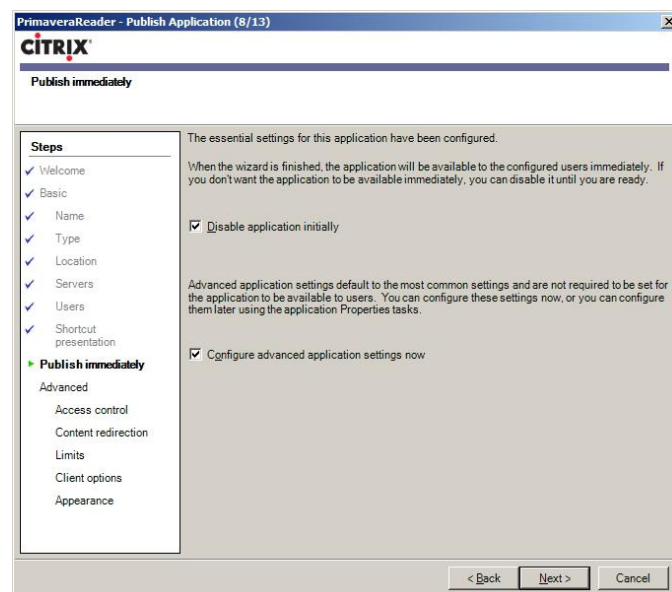 PrimaveraReader - Publish Application (8/13)
CITRIX
Publish immediately
Steps
Welcome
Basic
Name
Type
Location
Servers
Users
Shortcut
presentation
Publish immediately
Advanced
Access control
Content redirection
Limits
Client options
Appearance
The essential settings for this application have been configured.
When the wizard is finished, the application will be available to the configured users immediately. If
you don't want the application to be available immediately, you can disable it until you are ready.
Disable application initially
Advanced application settings default to the most common settings and are not required to be set for
the application to be available to users. You can configure these settings now, or you can configure
them later using the application Properties tasks.
Configure advanced application settings now
< Back
Next >
Cancel